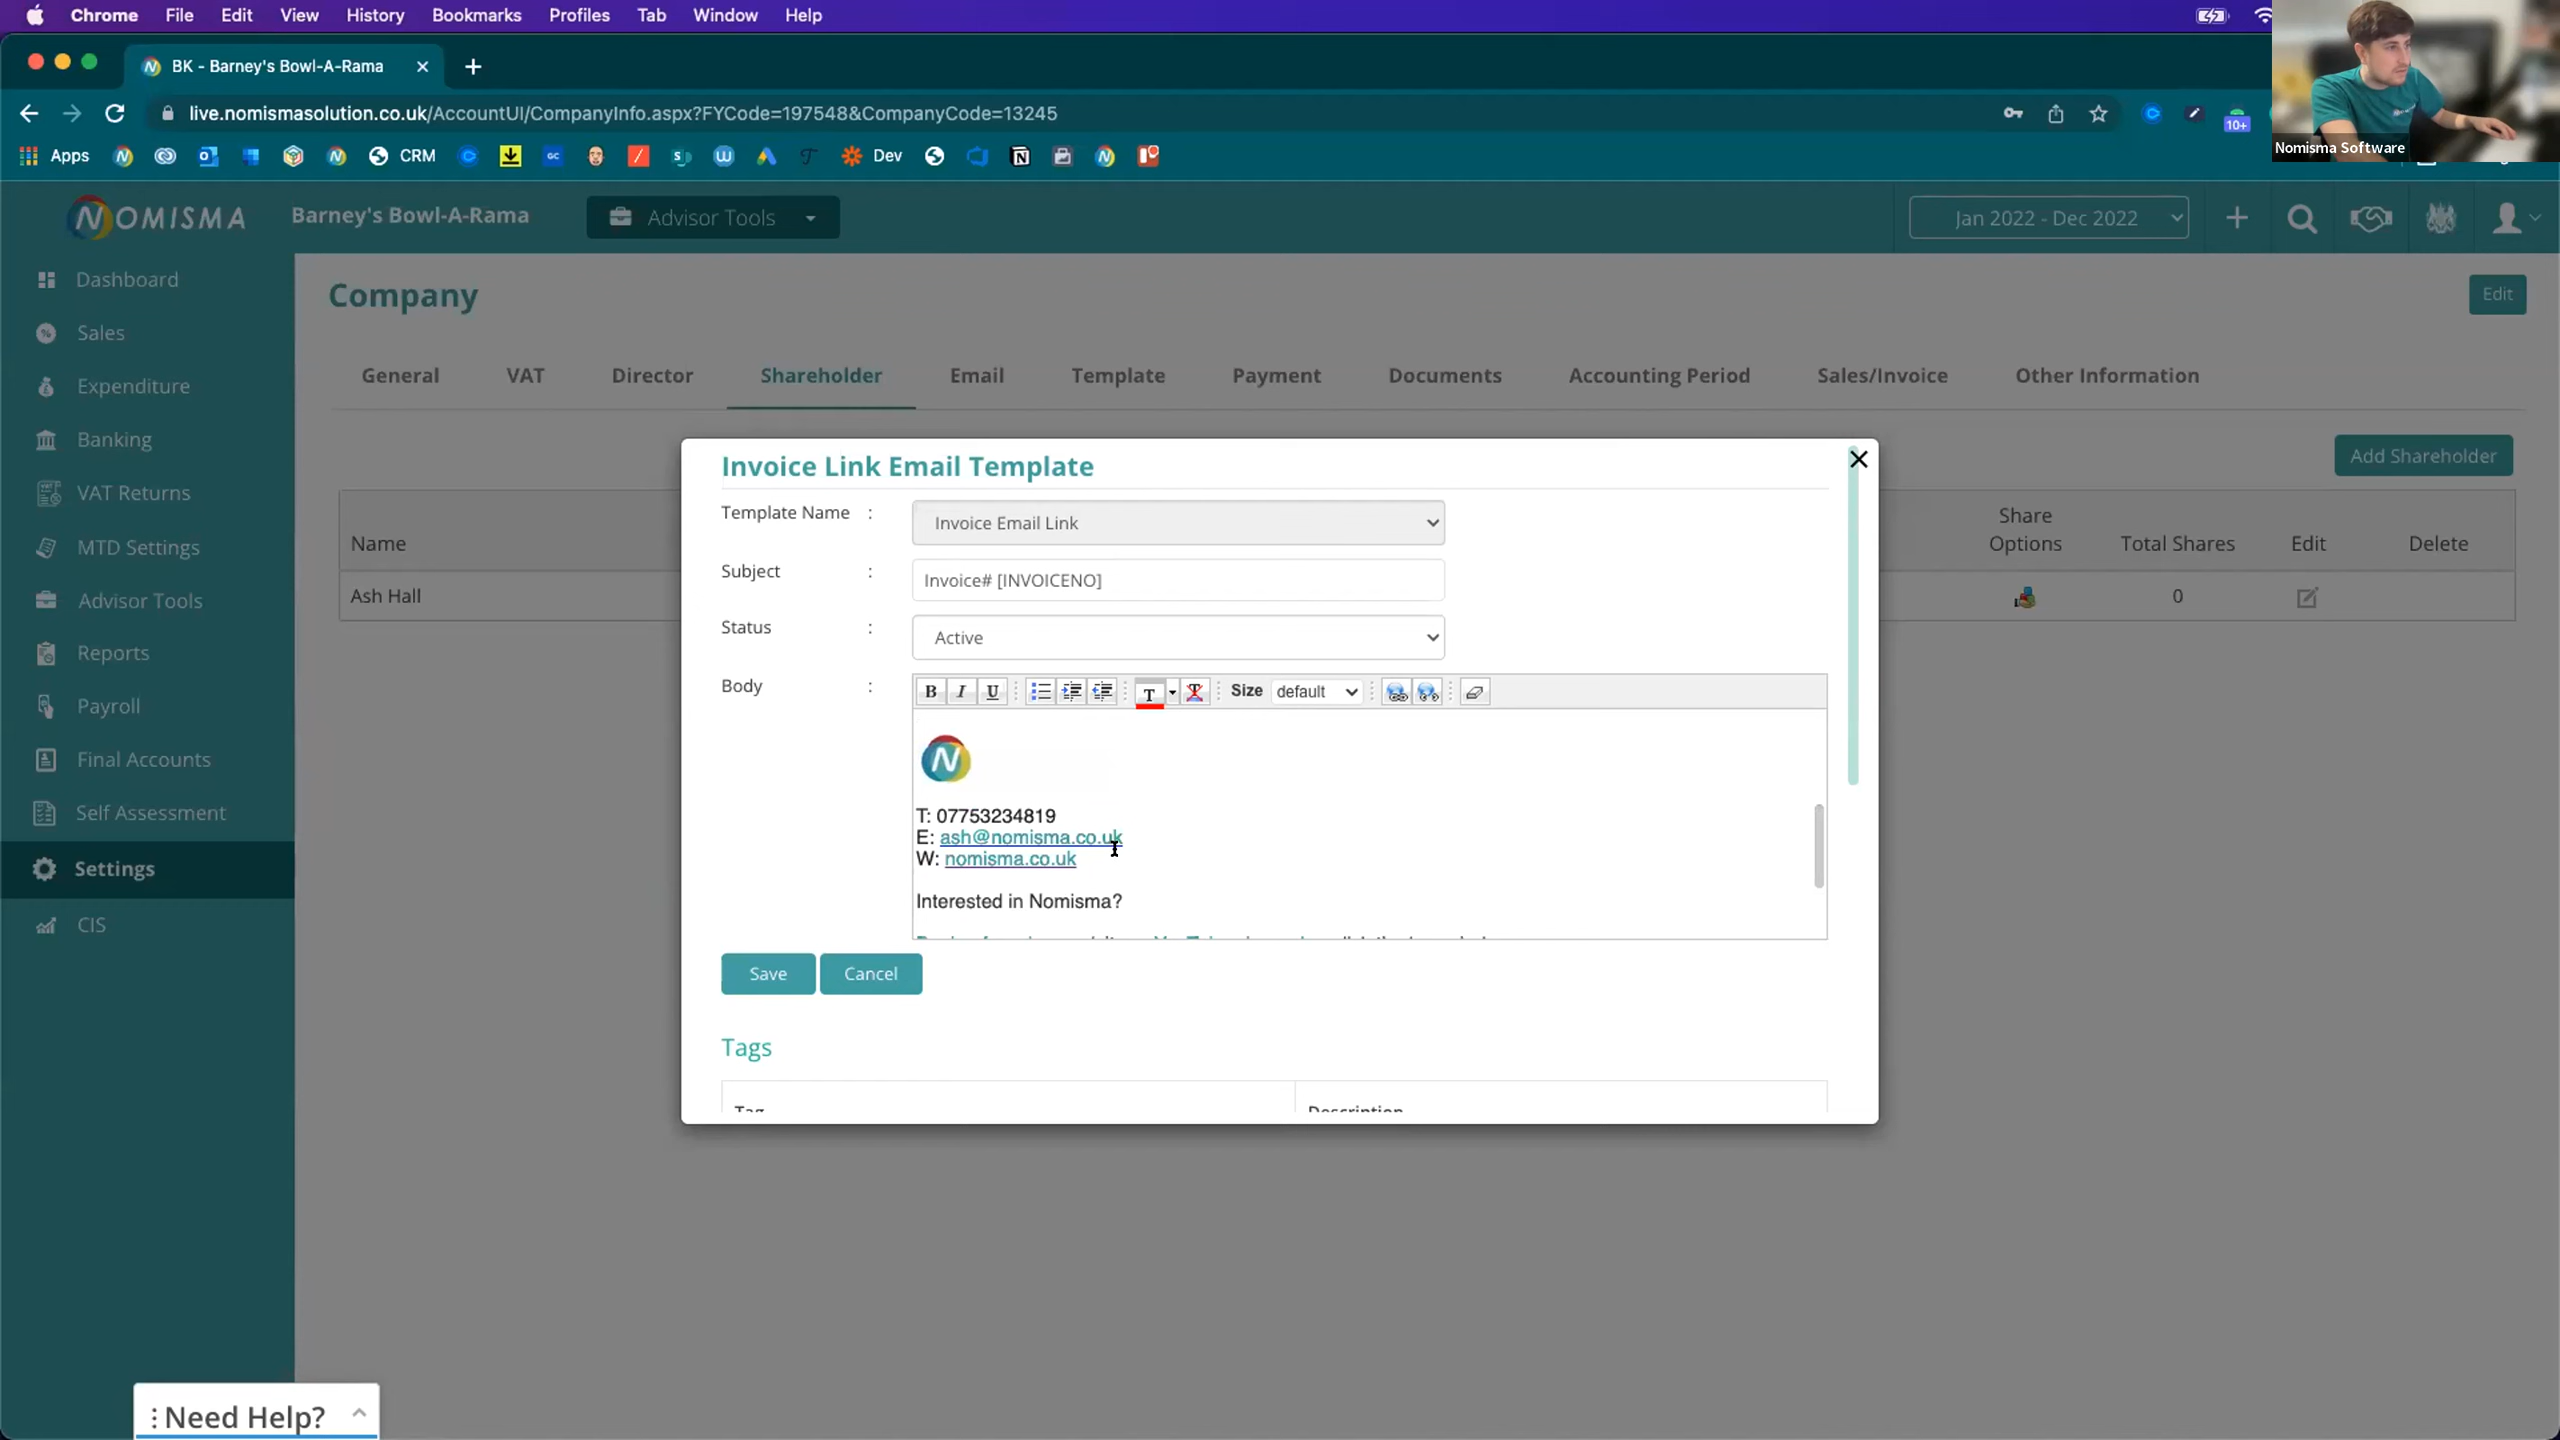 Chrome File Edit View History Bookmarks Profiles Tab Window Help
BK - Barney's Bowl-A-Rama
live.nomismasolution.co.uk/AccountUI/CompanyInfo.aspx?FYCode=197548&CompanyCode=13245
10+
Apps CRM Dev
Nomisma Software
NOMISMA Barney's Bowl-A-Rama Advisor Tools Jan 2022 - Dec 2022
Dashboard
Sales
Expenditure
Banking
VAT Returns
MTD Settings
Advisor Tools
Reports
Payroll
Final Accounts
Self Assessment
Settings
CIS
Company Edit
General VAT Director Shareholder Email Template Payment Documents Accounting Period Sales/Invoice Other Information
Add Shareholder
Name Share Options Total Shares Edit Delete
Ash Hall 0
Invoice Link Email Template
Template Name : Invoice Email Link
Subject : Invoice# [INVOICENO]
Status : Active
Body : B I U T Size default
N
T: 07753234819
E: ash@nomisma.co.uk
W: nomisma.co.uk
Interested in Nomisma?
Save Cancel
Tags
Tag Description
Need Help?